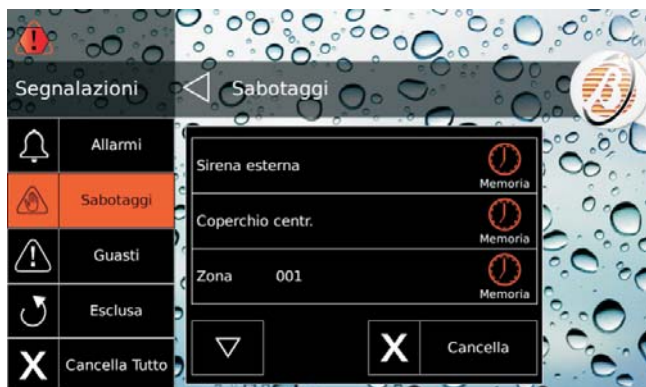 Segnalazioni
Sabotaggi
Allarmi
Sabotaggi
Guasti
Esclusa
Cancella Tutto
Sirena esterna
Memoria
Coperchio centr.
Memoria
Zona 001
Memoria
X Cancella